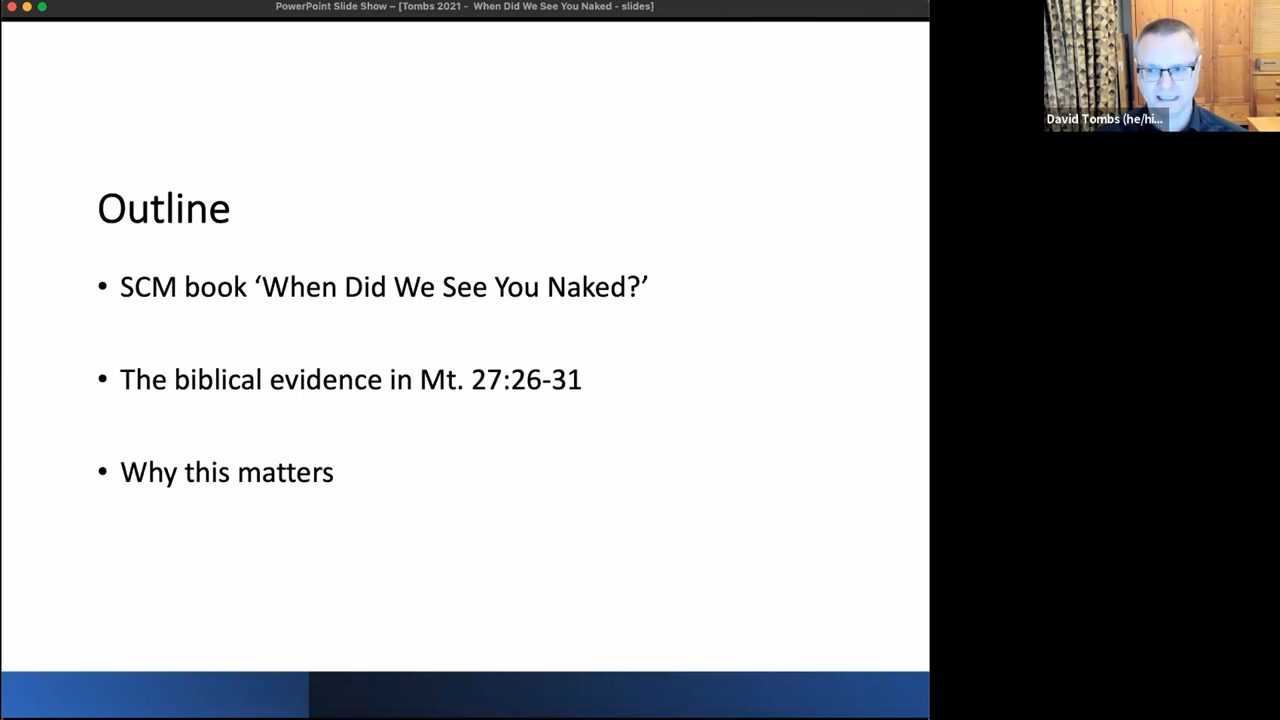 PowerPoint Slide Show – [Tombs 2021 -  When Did We See You Naked - slides]
David Tombs (he/hi...
Outline
• SCM book ‘When Did We See You Naked?’
• The biblical evidence in Mt. 27:26-31
• Why this matters